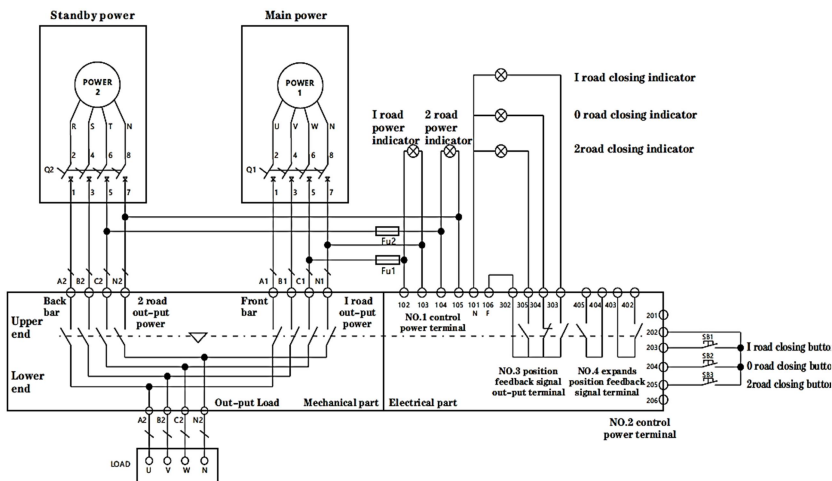 Standby power
Main power
POWER
2
POWER
1
R S T N
U V W N
2 4 6 8
2 4 6 8
Q2
Q1
1 3 5 7
1 3 5 7
I road
power
indicator
2 road
power
indicator
I road closing indicator
0 road closing indicator
2road closing indicator
Fu2
Fu1
A2 B2 C2 N2
A1 B1 C1 N1
102 103 104 105 101 106 302 305 304 303 405 404 403 402
N F
Back
bar
2 road
out-put
power
Front
bar
I road
out-put
power
NO.1 control
power terminal
Upper
end
Lower
end
201
202
203
204
205
206
SB1
SB2
SB3
I road closing button
0 road closing button
2road closing button
NO.3 position
feedback signal
out-put terminal
NO.4 expands
position feedback
signal terminal
Out-put Load
Mechanical part
Electrical part
NO.2 control
power terminal
A2 B2 C2 N2
LOAD
U V W N